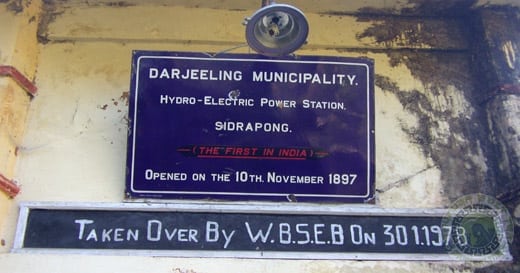 DARJEELING MUNICIPALITY.
HYDRO-ELECTRIC POWER STATION.
SIDRAPONG.
(THE FIRST IN INDIA)
OPENED ON THE 10TH. NOVEMBER 1897
TAKEN OVER BY W.B.S.E.B ON 30.1.1978